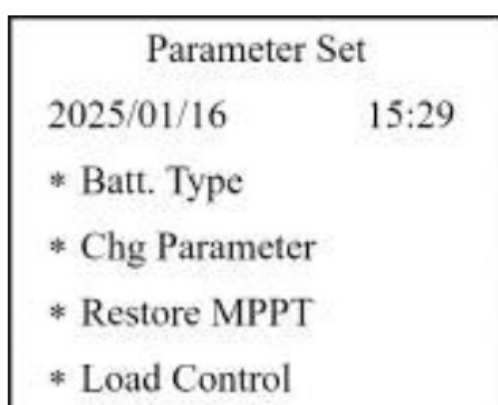 Parameter Set
2025/01/16 15:29
* Batt. Type
* Chg Parameter
* Restore MPPT
* Load Control